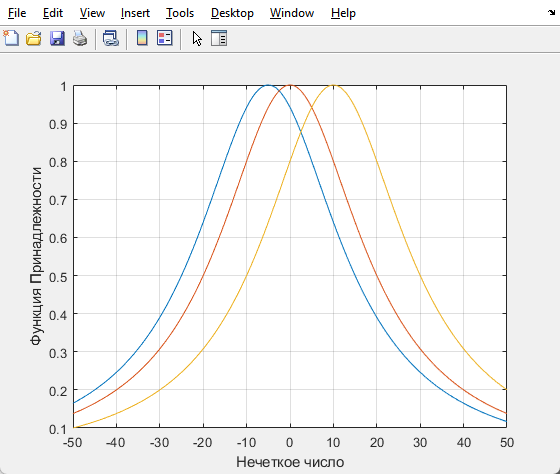 File Edit View Insert Tools Desktop Window Help
1
0.9
0.8
0.7
0.6
0.5
0.4
0.3
0.2
0.1
Функция Принадлежности
-50 -40 -30 -20 -10 0 10 20 30 40 50
Нечеткое число